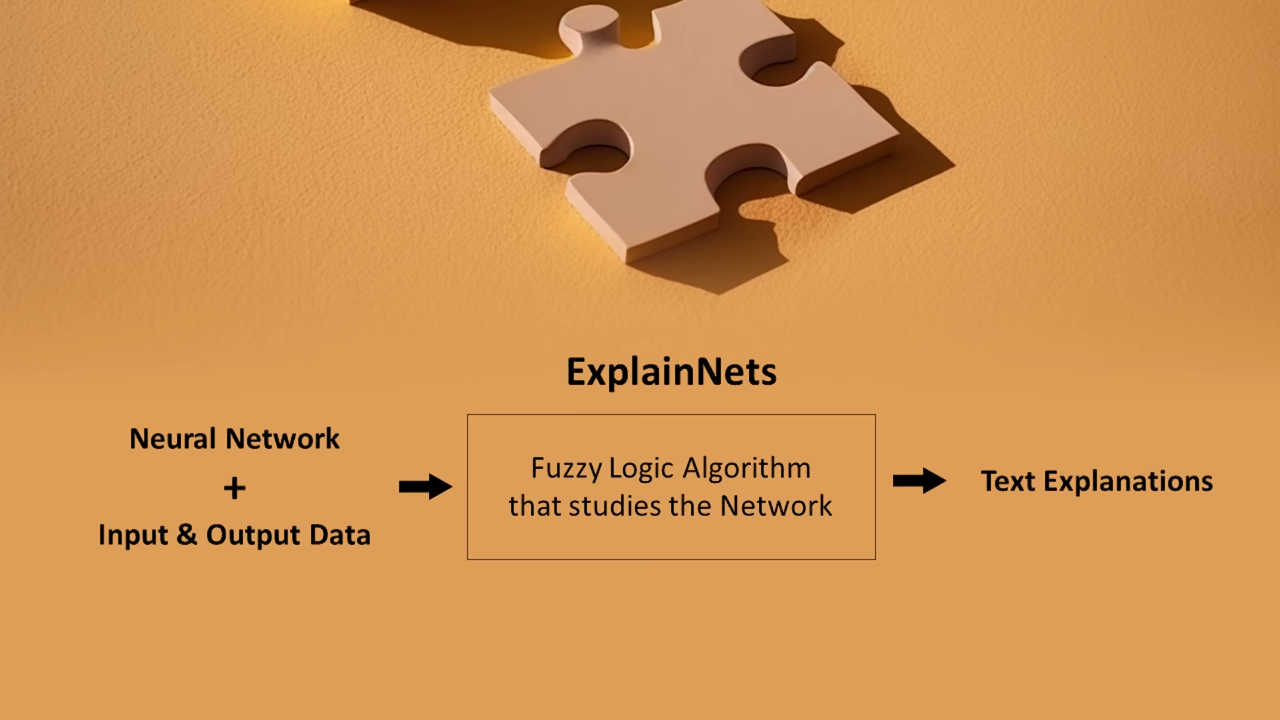 ExplainNets
Neural Network
+
Input & Output Data
Fuzzy Logic Algorithm
that studies the Network
Text Explanations